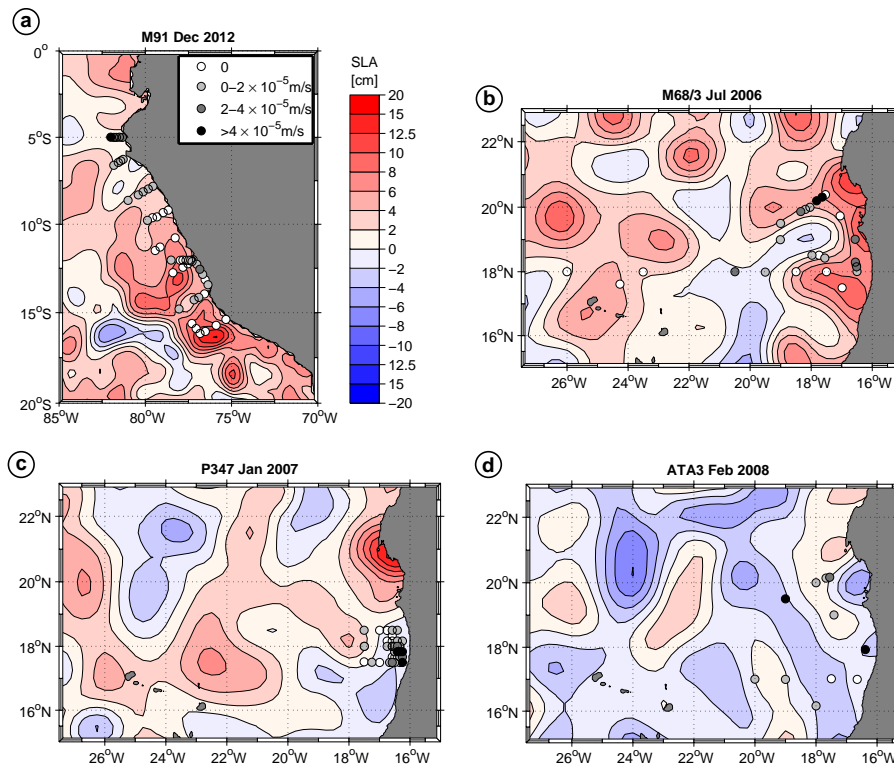 a
M91 Dec 2012
0°
5°S
10°S
15°S
20°S
85°W 80°W 75°W 70°W
0
0–2 × 10⁻⁵m/s
2–4 × 10⁻⁵m/s
>4 × 10⁻⁵m/s
SLA
[cm]
20
15
12.5
10
8
6
4
2
0
−2
−4
−6
−8
−10
12.5
15
−20
b
M68/3 Jul 2006
22°N
20°N
18°N
16°N
26°W 24°W 22°W 20°W 18°W 16°W
c
P347 Jan 2007
22°N
20°N
18°N
16°N
26°W 24°W 22°W 20°W 18°W 16°W
d
ATA3 Feb 2008
22°N
20°N
18°N
16°N
26°W 24°W 22°W 20°W 18°W 16°W